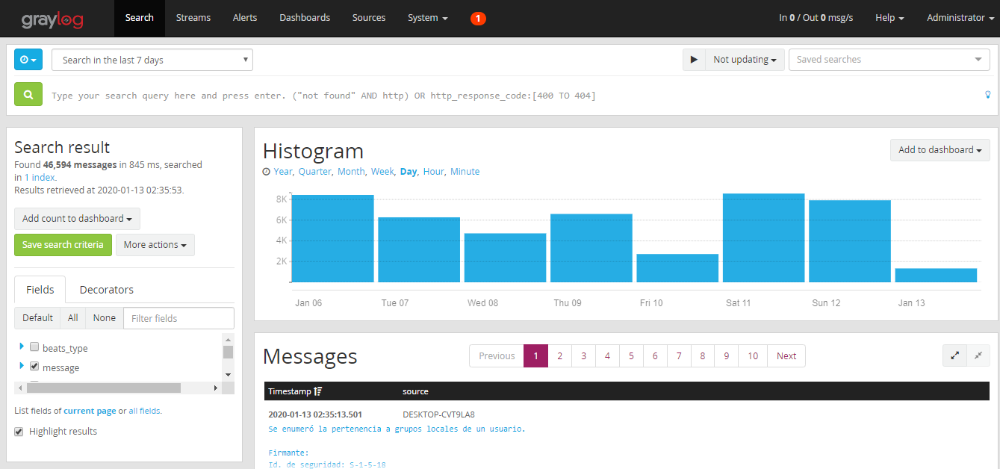 graylog Search Streams Alerts Dashboards Sources System 1 In 0 / Out 0 msg/s Help Administrator
Search in the last 7 days Not updating Saved searches
Type your search query here and press enter. ("not found" AND http) OR http_response_code:[400 TO 404]
Search result
Found 46,594 messages in 845 ms, searched
in 1 index.
Results retrieved at 2020-01-13 02:35:53.
Add count to dashboard
Save search criteria More actions
Fields Decorators
Default All None Filter fields
beats_type
message
List fields of current page or all fields.
Highlight results
Histogram Add to dashboard
Year, Quarter, Month, Week, Day, Hour, Minute
8K
6K
4K
2K
Jan 06 Tue 07 Wed 08 Thu 09 Fri 10 Sat 11 Sun 12 Jan 13
Messages Previous 1 2 3 4 5 6 7 8 9 10 Next
Timestamp source
2020-01-13 02:35:13.501 DESKTOP-CVT9LA8
Se enumeró la pertenencia a grupos locales de un usuario.
Firmante:
Id. de seguridad: S-1-5-18